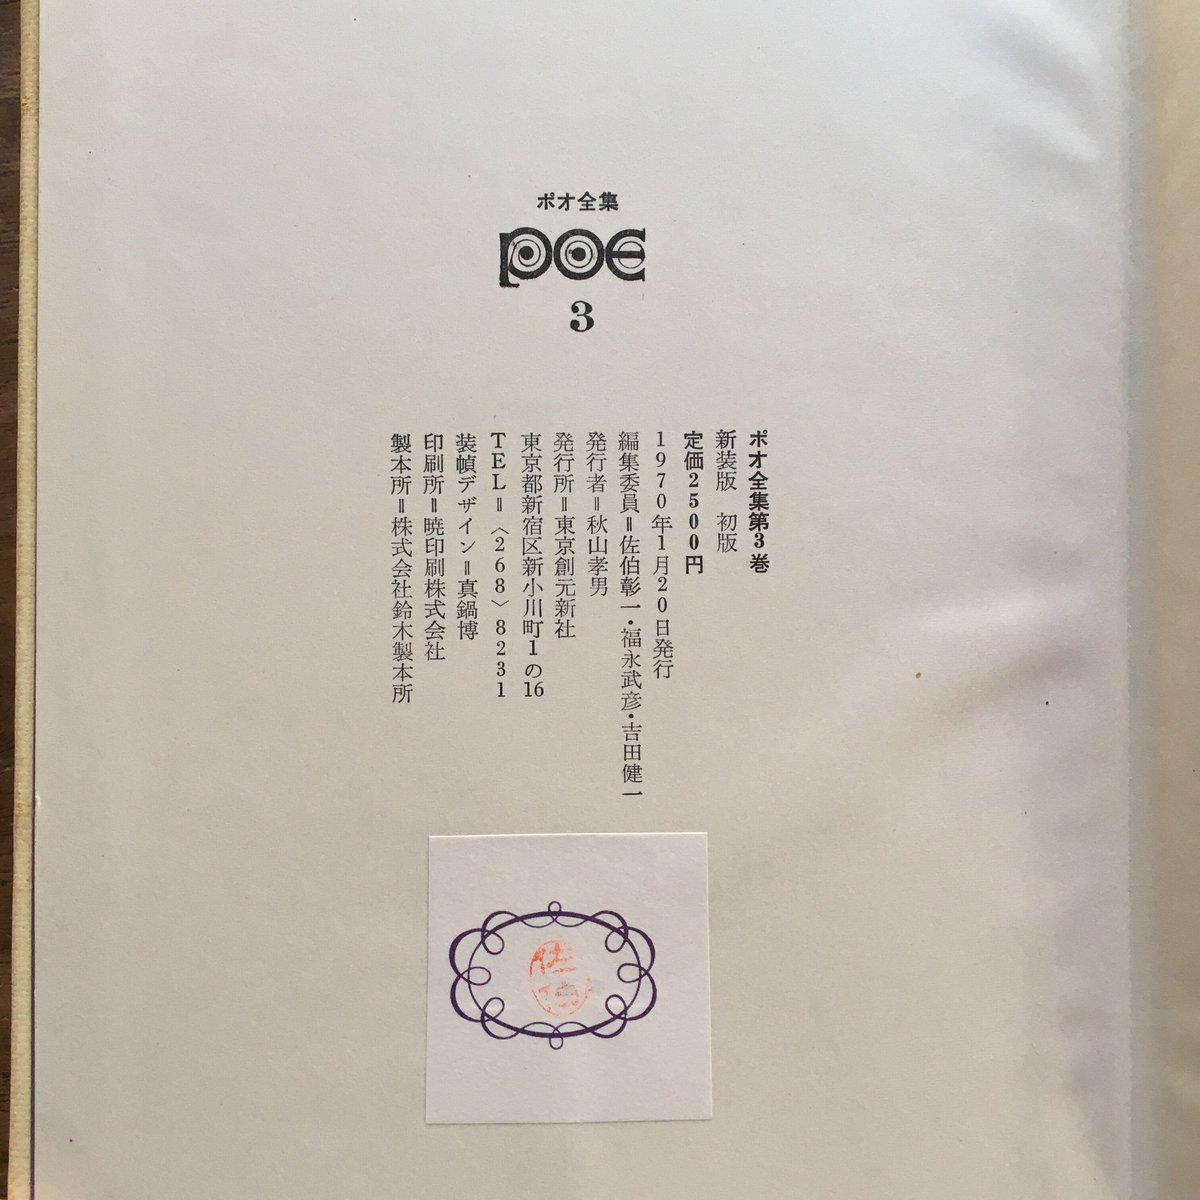 ポオ全集
poe
3
ポオ全集第3巻
新装版 初版
定価2500円
1970年1月20日発行
編集委員=佐伯彰一・福永武彦・吉田健一
発行者=秋山孝男
発行所=東京創元新社
東京都新宿区新小川町1の16
TEL=〈268〉8231
装幀デザイン=真鍋博
印刷所=暁印刷株式会社
製本所=株式会社鈴木製本所
佐伯